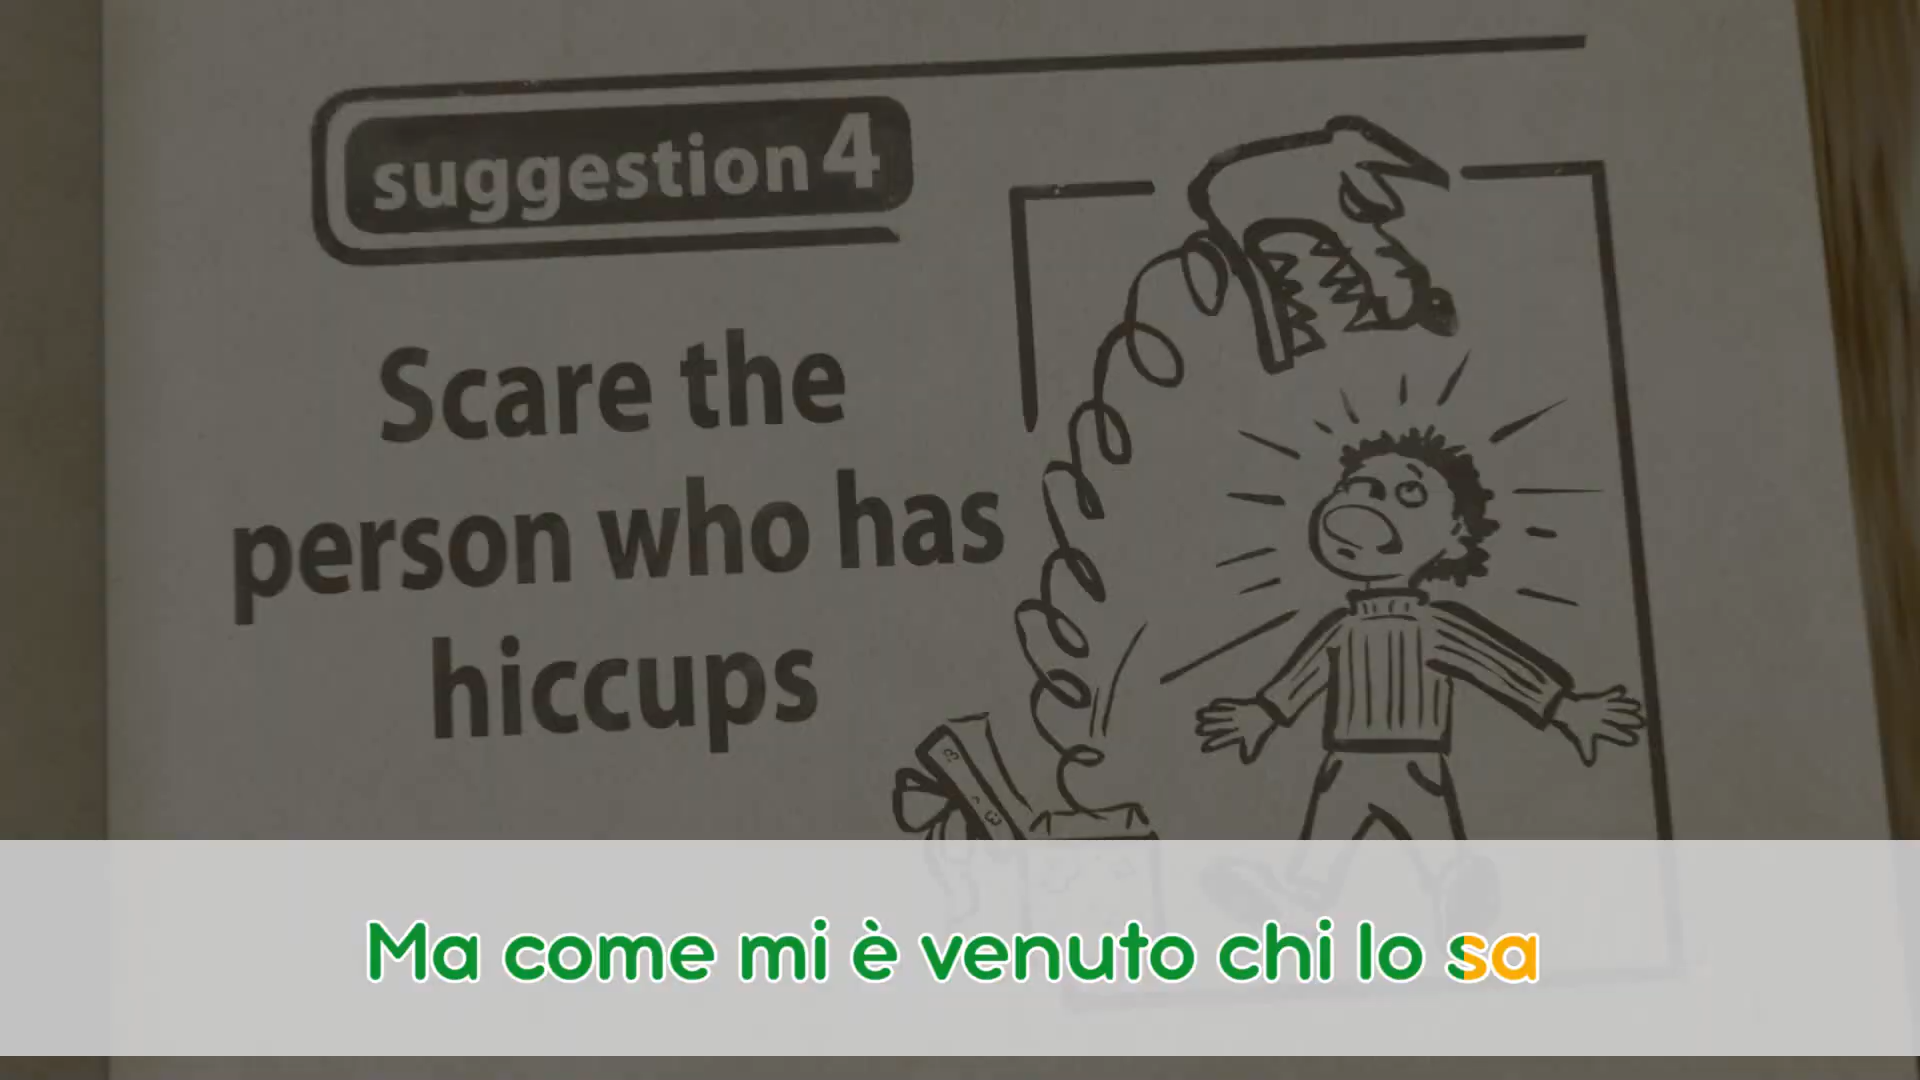 suggestion 4
Scare the
person who has
hiccups
Ma come mi è venuto chi lo sa